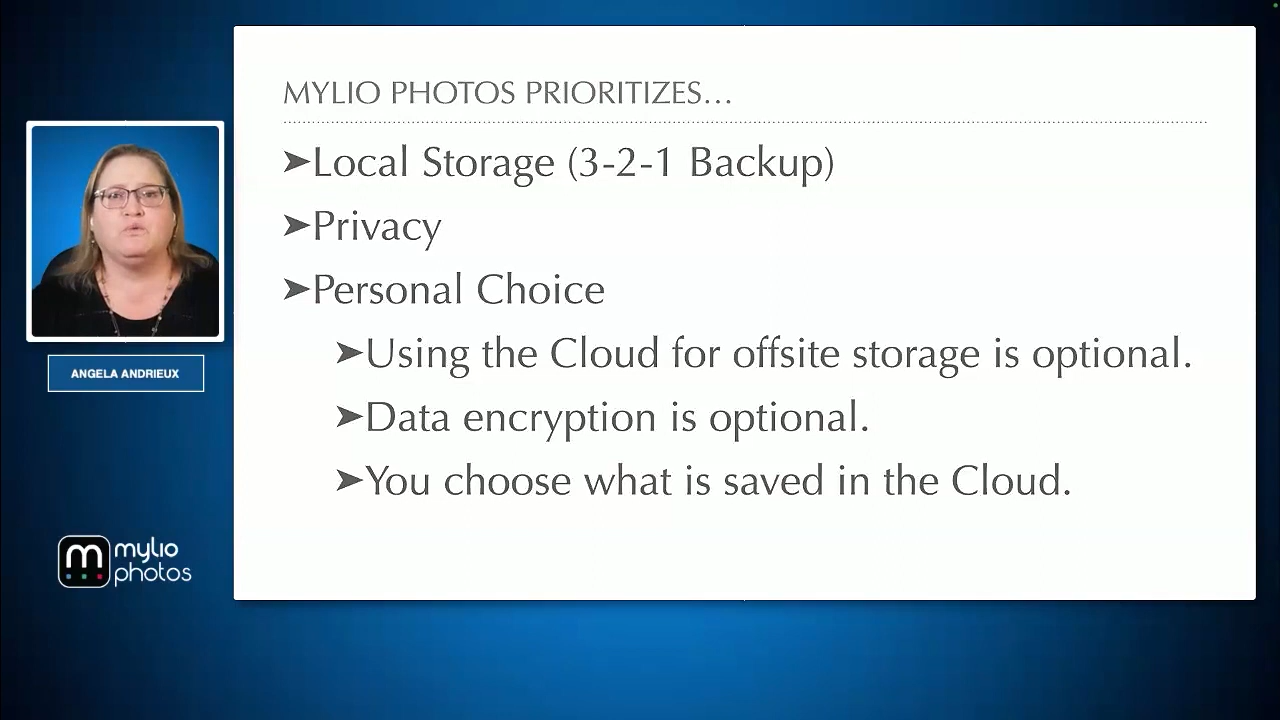 MYLIO PHOTOS PRIORITIZES...
➤Local Storage (3-2-1 Backup)
➤Privacy
➤Personal Choice
➤Using the Cloud for offsite storage is optional.
➤Data encryption is optional.
➤You choose what is saved in the Cloud.
ANGELA ANDRIEUX
m
mylio
photos